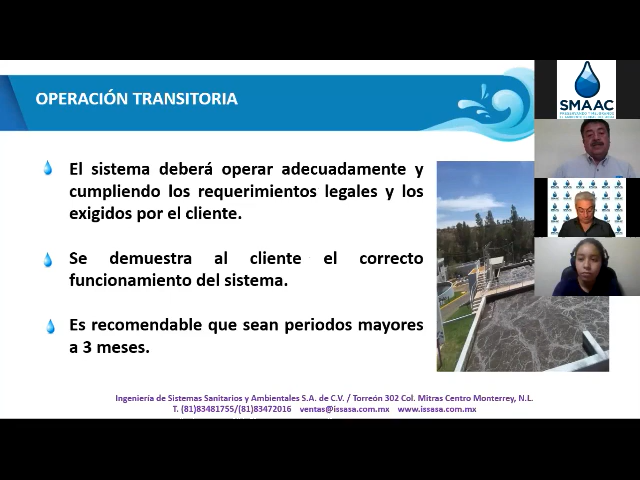 OPERACIÓN TRANSITORIA
El sistema deberá operar adecuadamente y
cumpliendo los requerimientos legales y los
exigidos por el cliente.
Se demuestra al cliente el correcto
funcionamiento del sistema.
Es recomendable que sean periodos mayores
a 3 meses.
Ingeniería de Sistemas Sanitarios y Ambientales S.A. de C.V. / Torreón 302 Col. Mitras Centro Monterrey, N.L.
T. (81)83481755/(81)83472016 ventas@issasa.com.mx www.issasa.com.mx
SMAAC